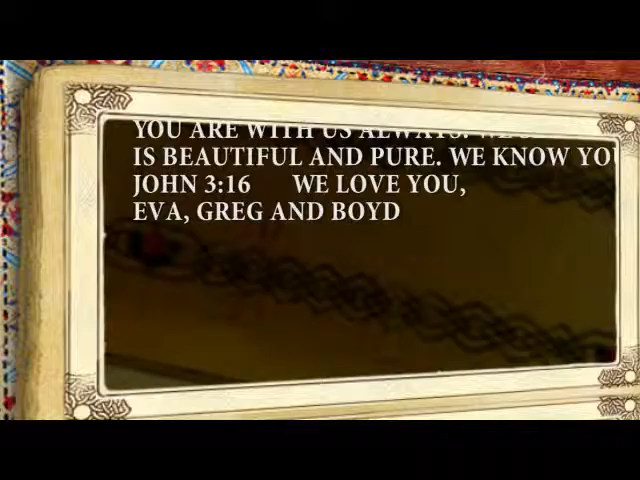 YOU ARE WITH US ALWAYS.
IS BEAUTIFUL AND PURE. WE KNOW
JOHN 3:16 WE LOVE YOU,
EVA, GREG AND BOYD